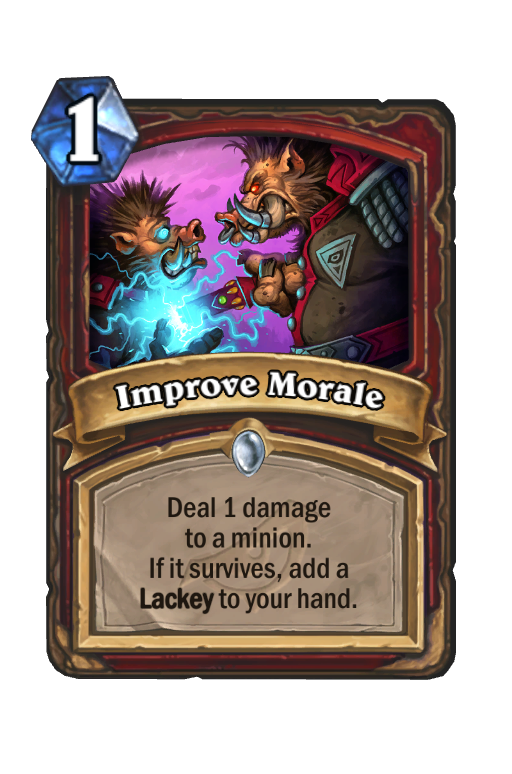 1
Improve Morale
Deal 1 damage
to a minion.
If it survives, add a
Lackey to your hand.